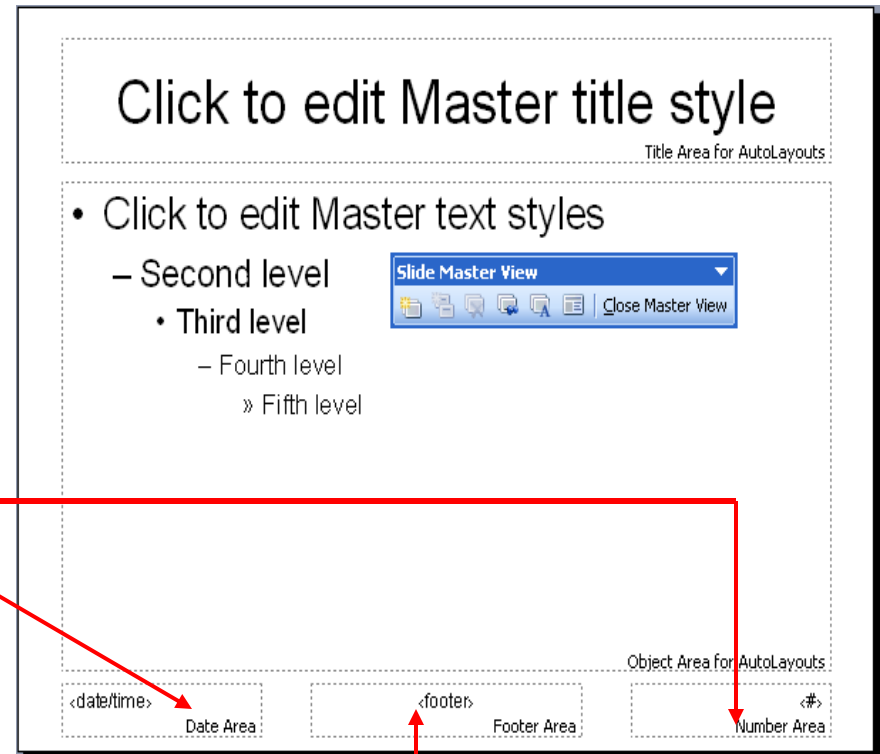 Click to edit Master title style
Title Area for AutoLayouts
• Click to edit Master text styles
– Second level
Slide Master View
Close Master View
• Third level
– Fourth level
» Fifth level
Object Area for AutoLayouts
<date/time>
Date Area
<footer>
Footer Area
<#>
Number Area